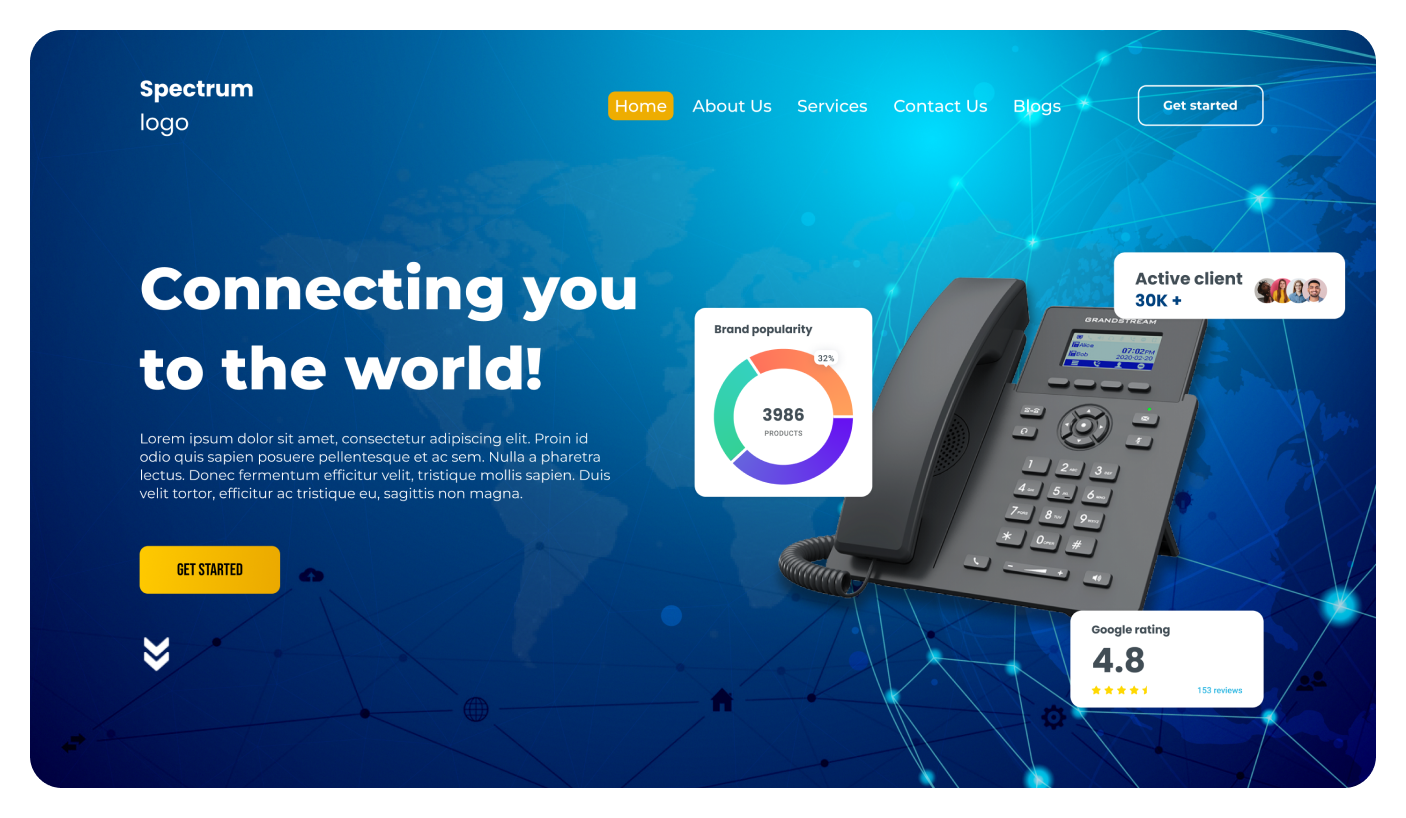 Spectrum
logo
Home About Us Services Contact Us Blogs
Get started
Connecting you
to the world!
Lorem ipsum dolor sit amet, consectetur adipiscing elit. Proin id
odio quis sapien posuere pellentesque et ac sem. Nulla a pharetra
lectus. Donec fermentum efficitur velit, tristique mollis sapien. Duis
velit tortor, efficitur ac tristique eu, sagittis non magna.
GET STARTED
Brand popularity
32%
3986
PRODUCTS
Active client
30K +
GRANDSTREAM
Alice
Bob
07:02PM
2020-02-20
1
2
3
4
5
6
7
8
9
*
0
#
- +
Google rating
4.8
153 reviews